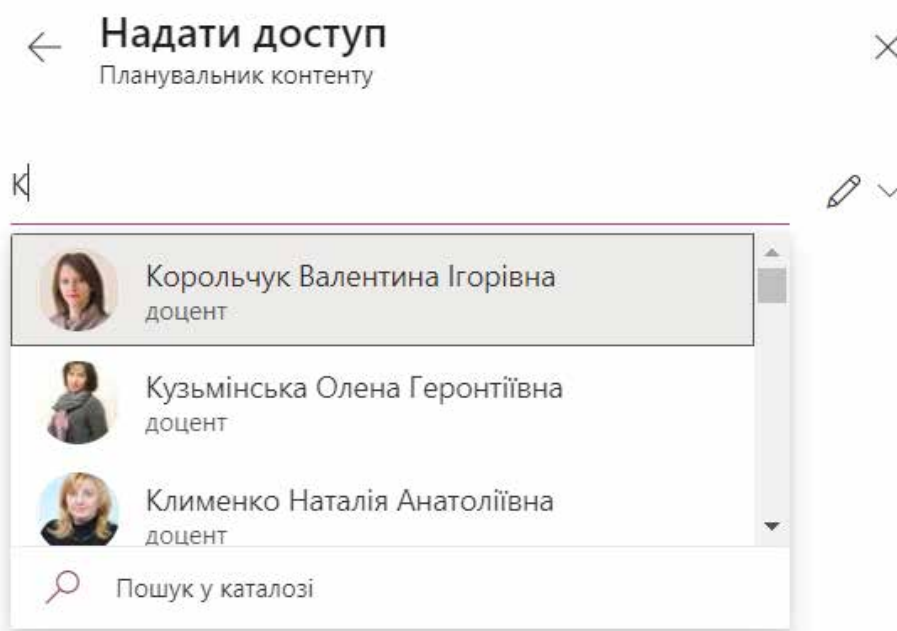 Надати доступ
Планувальник контенту
К
Корольчук Валентина Ігорівна
доцент
Кузьмінська Олена Геронтіївна
доцент
Клименко Наталія Анатоліївна
доцент
Пошук у каталозі